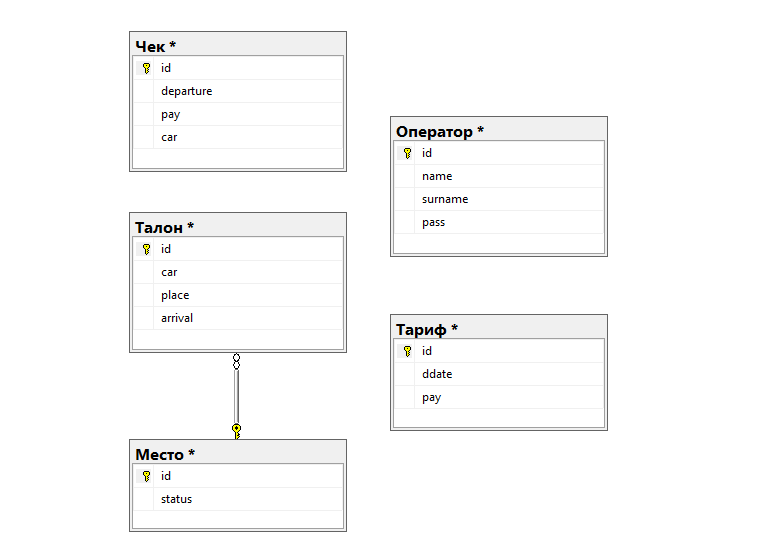 Чек *
id
departure
pay
car
Талон *
id
car
place
arrival
Место *
id
status
Оператор *
id
name
surname
pass
Тариф *
id
ddate
pay